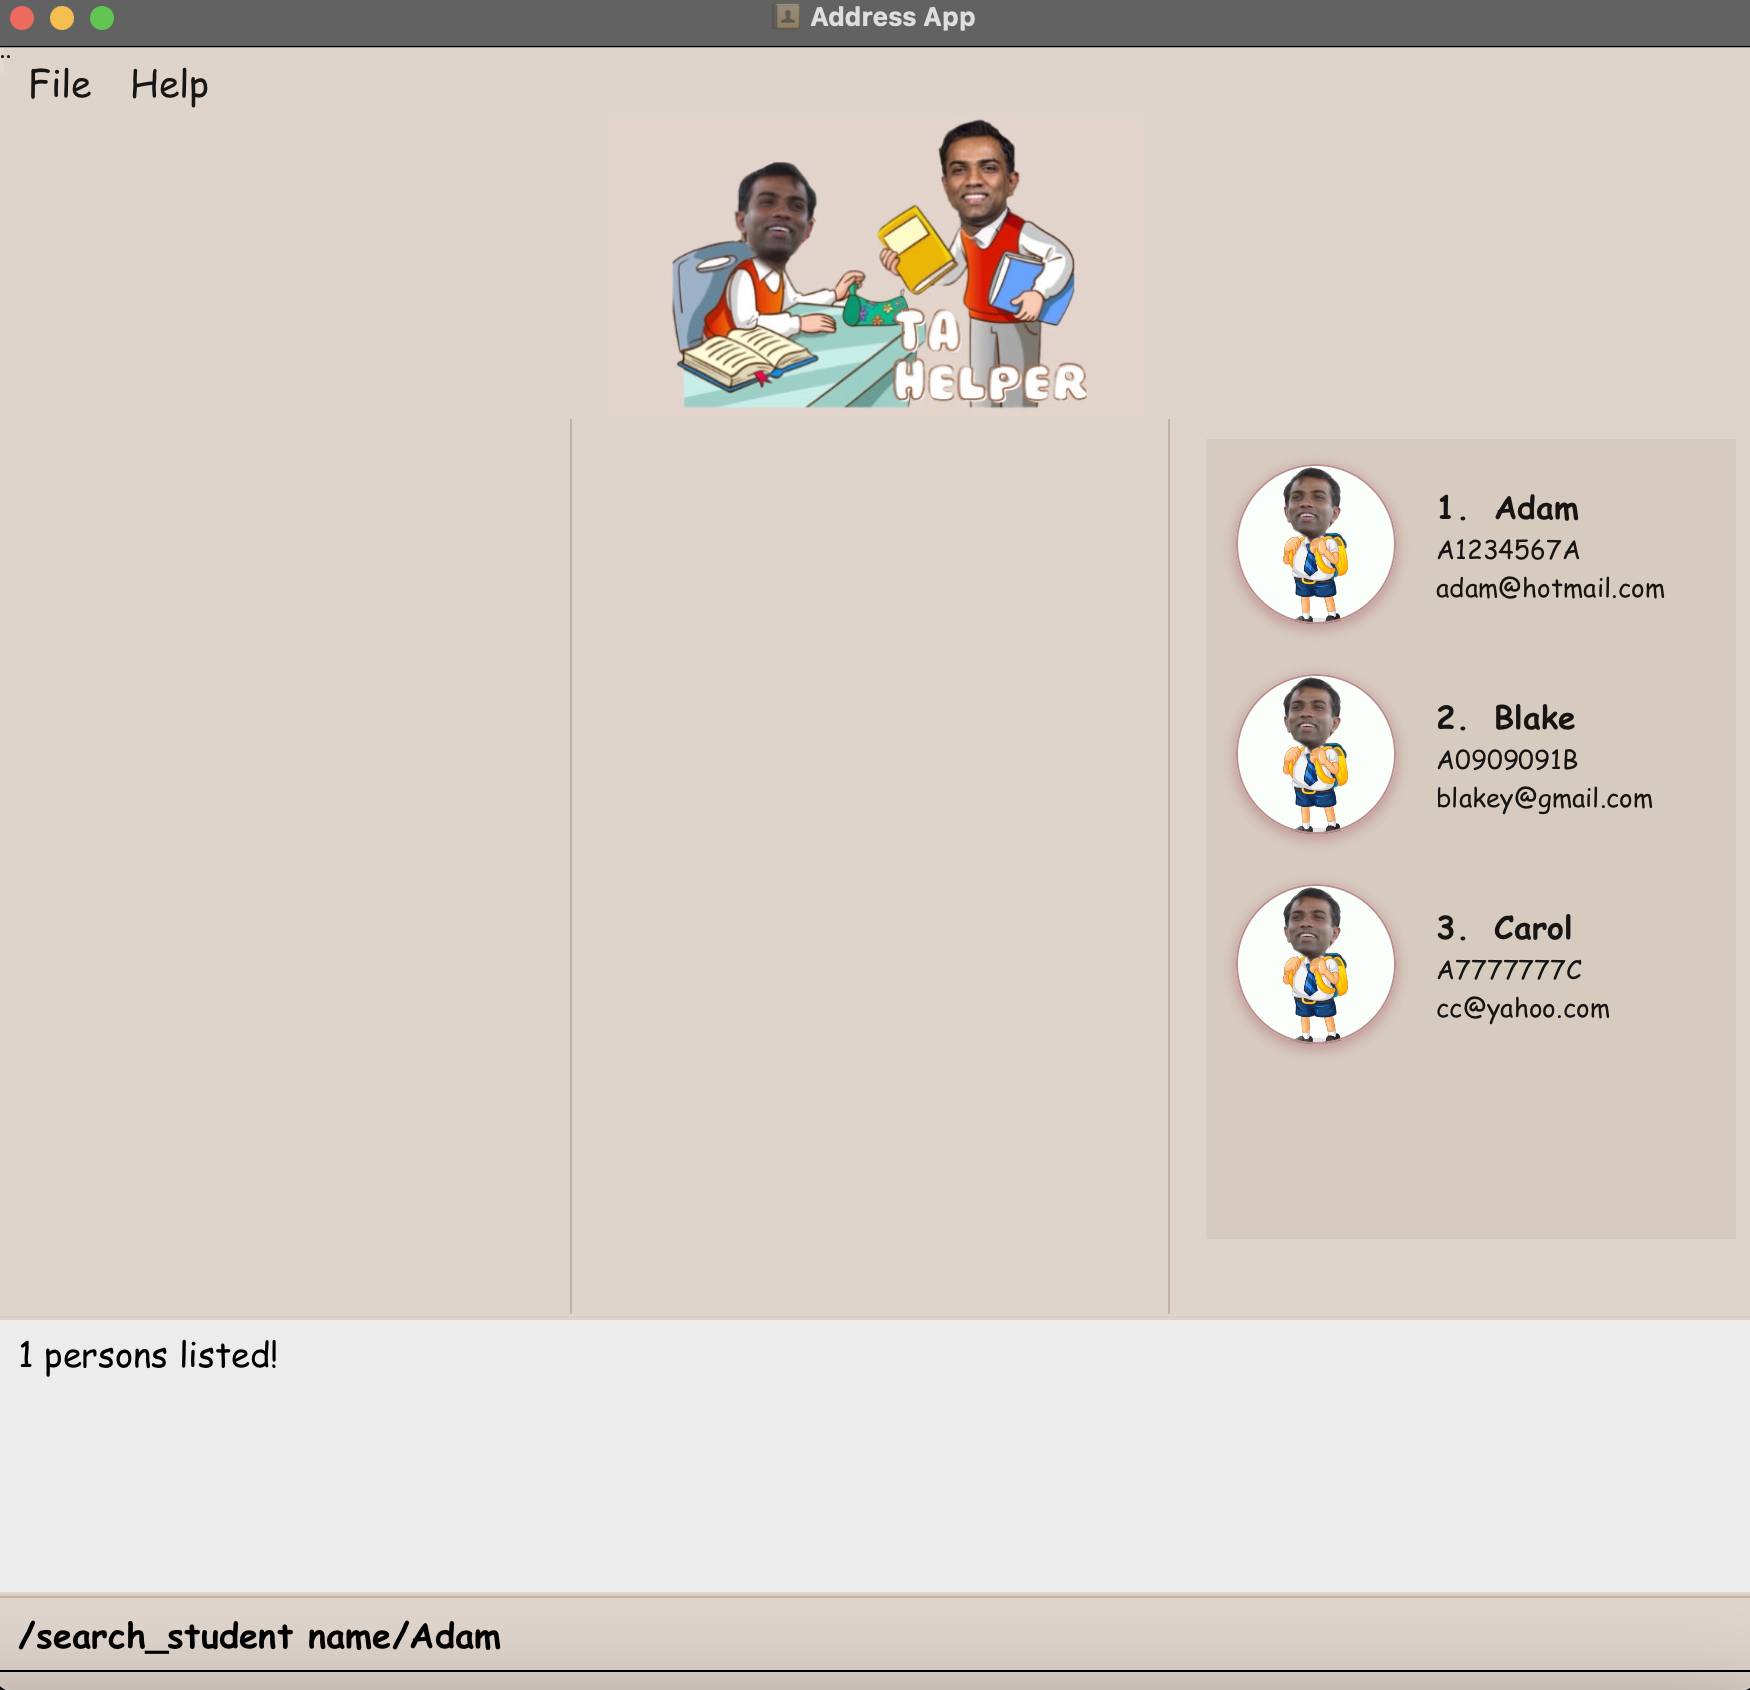 Address App
File Help
TA
HELPER
1. Adam
A1234567A
adam@hotmail.com
2. Blake
A0909091B
blakey@gmail.com
3. Carol
A7777777C
cc@yahoo.com
1 persons listed!
/search_student name/Adam